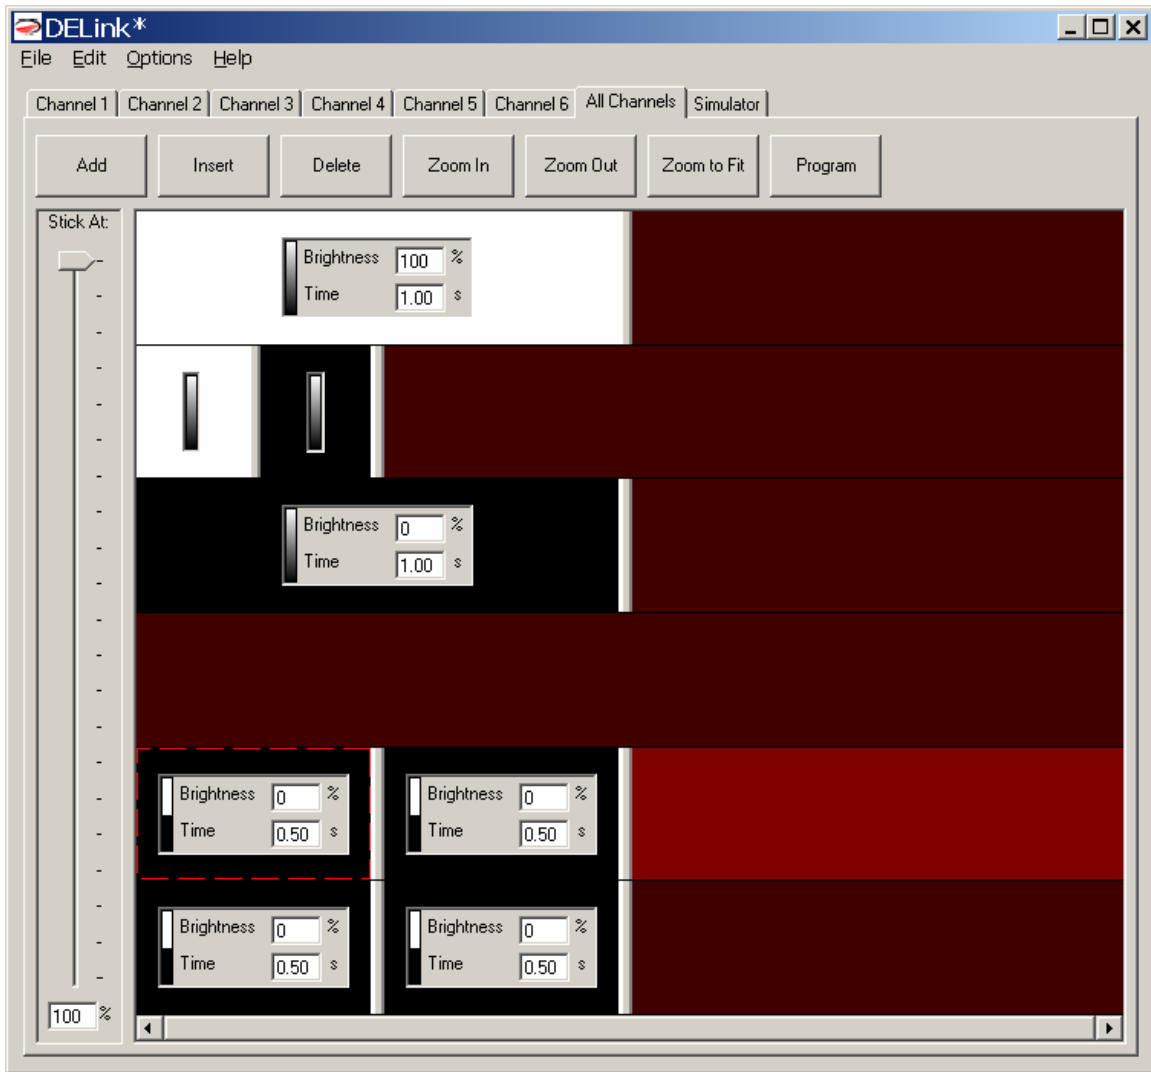 DELink*
File Edit Options Help
Channel 1 Channel 2 Channel 3 Channel 4 Channel 5 Channel 6 All Channels Simulator
Add Insert Delete Zoom In Zoom Out Zoom to Fit Program
Stick At:
Brightness 100 %
Time 1.00 s
Brightness 0 %
Time 1.00 s
Brightness 0 % Brightness 0 %
Time 0.50 s Time 0.50 s
Brightness 0 % Brightness 0 %
Time 0.50 s Time 0.50 s
100 %